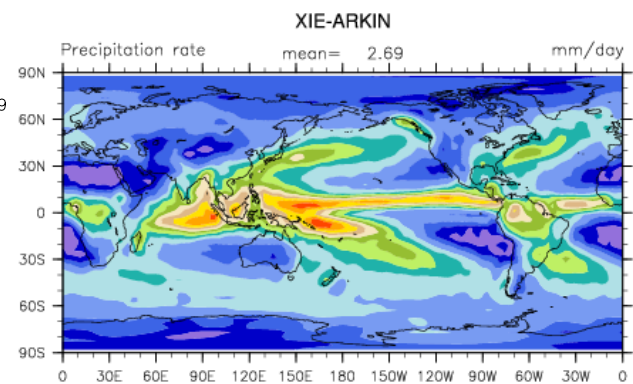 XIE-ARKIN
Precipitation rate mean= 2.69 mm/day
9
90N
60N
30N
0
30S
60S
90S
0 30E 60E 90E 120E 150E 180 150W 120W 90W 60W 30W 0